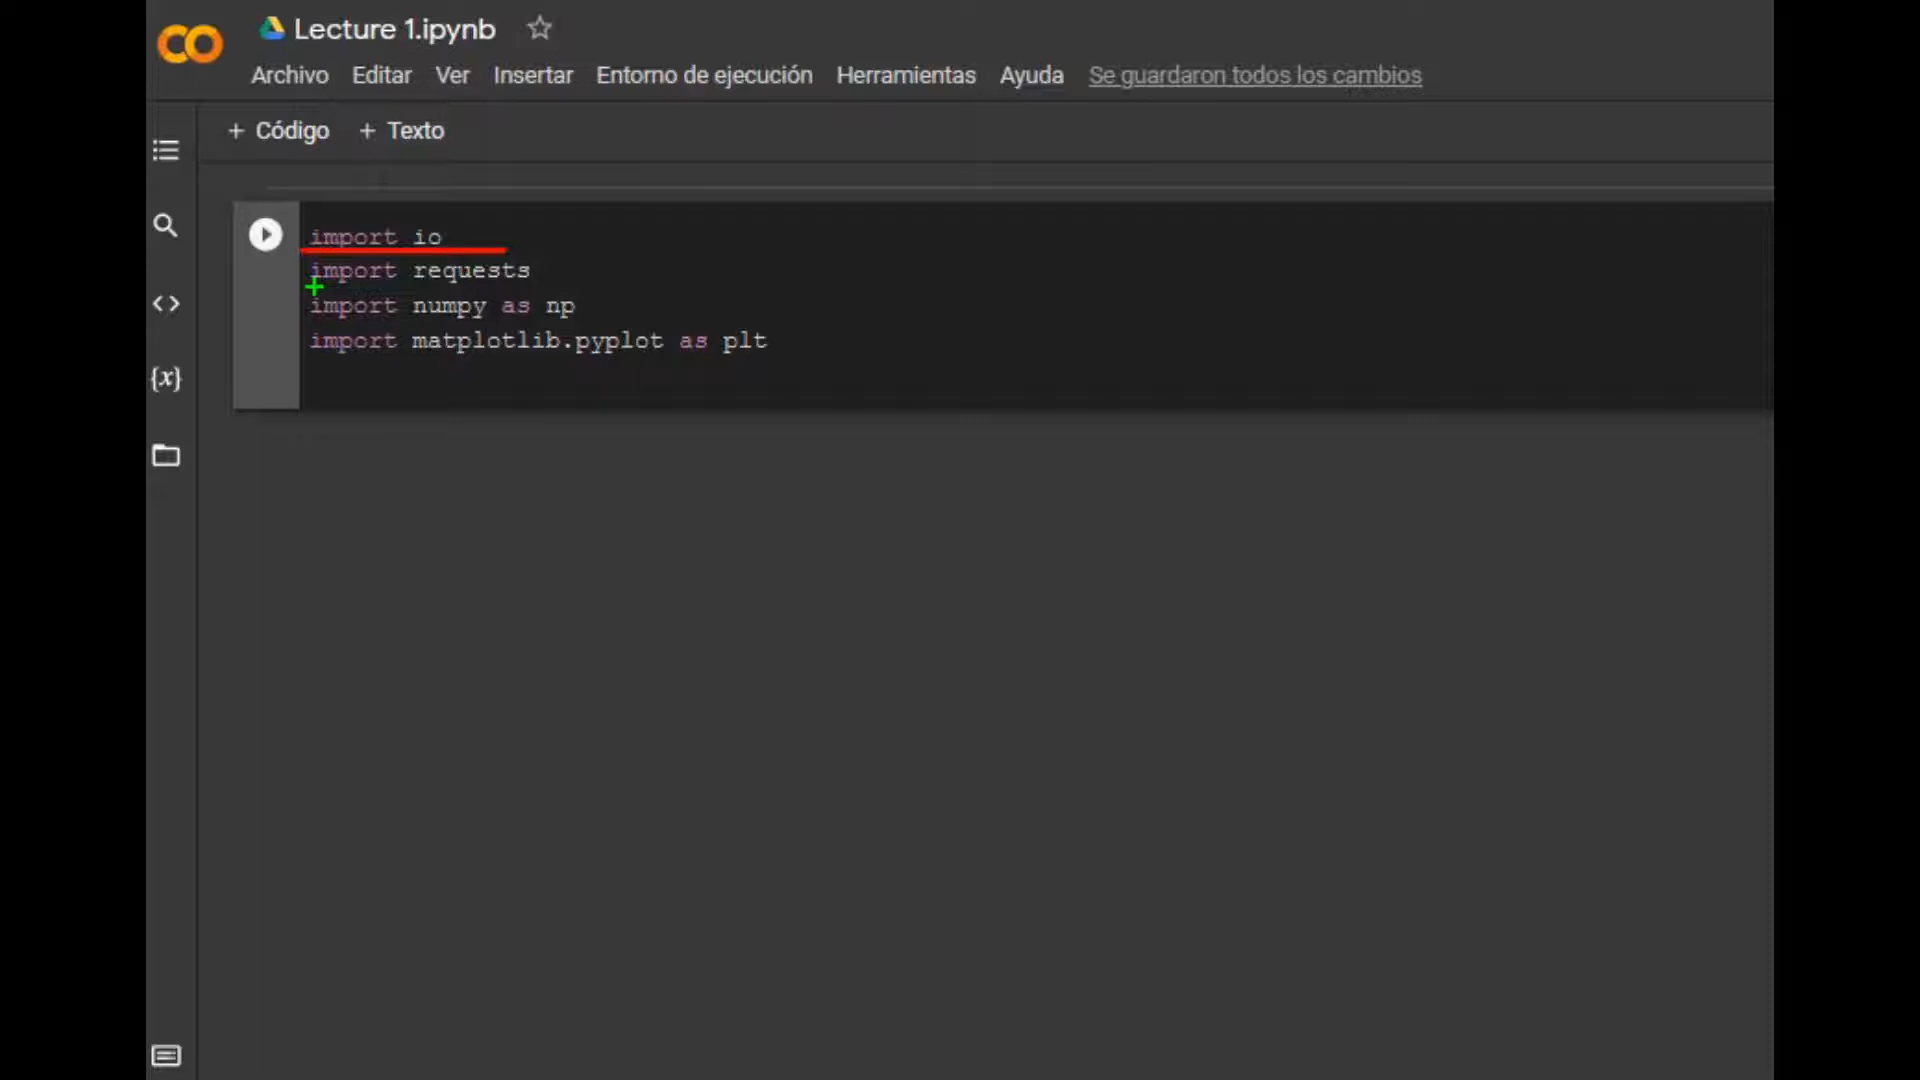 Lecture 1.ipynb
Archivo Editar Ver Insertar Entorno de ejecución Herramientas Ayuda Se guardaron todos los cambios
+ Código + Texto
import io
import requests
import numpy as np
import matplotlib.pyplot as plt
{x}